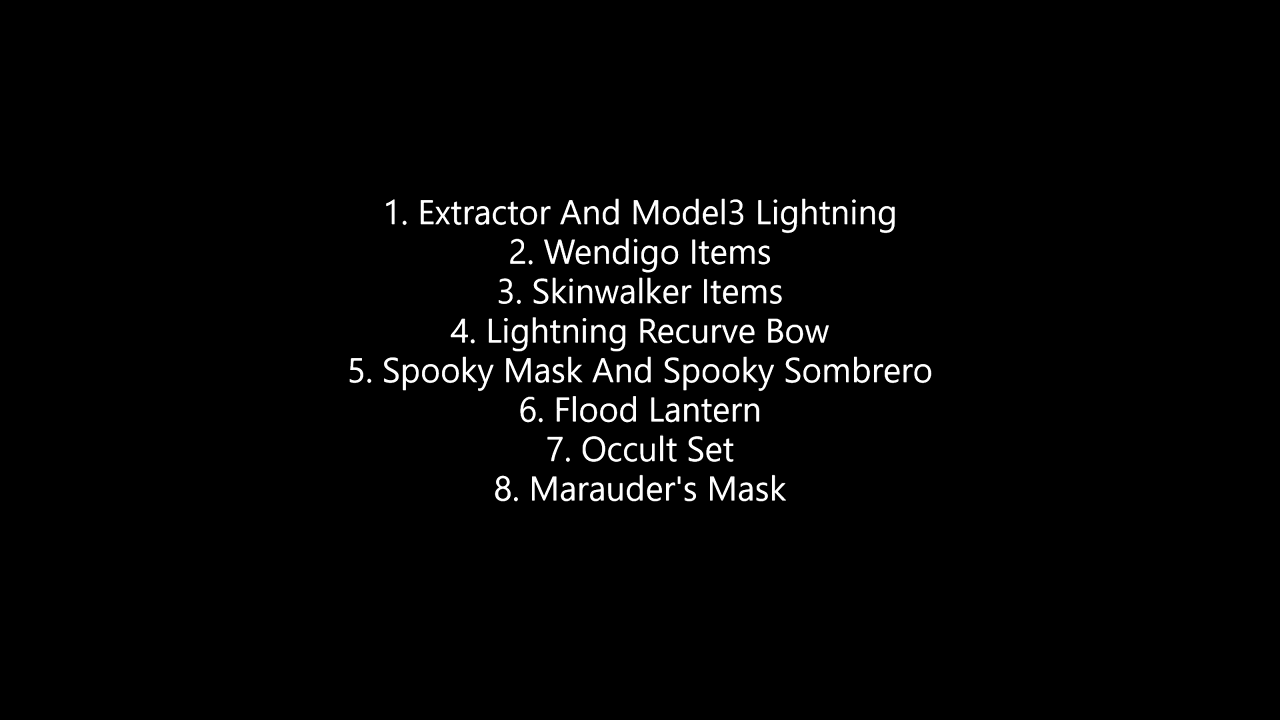 1. Extractor And Model3 Lightning
2. Wendigo Items
3. Skinwalker Items
4. Lightning Recurve Bow
5. Spooky Mask And Spooky Sombrero
6. Flood Lantern
7. Occult Set
8. Marauder's Mask